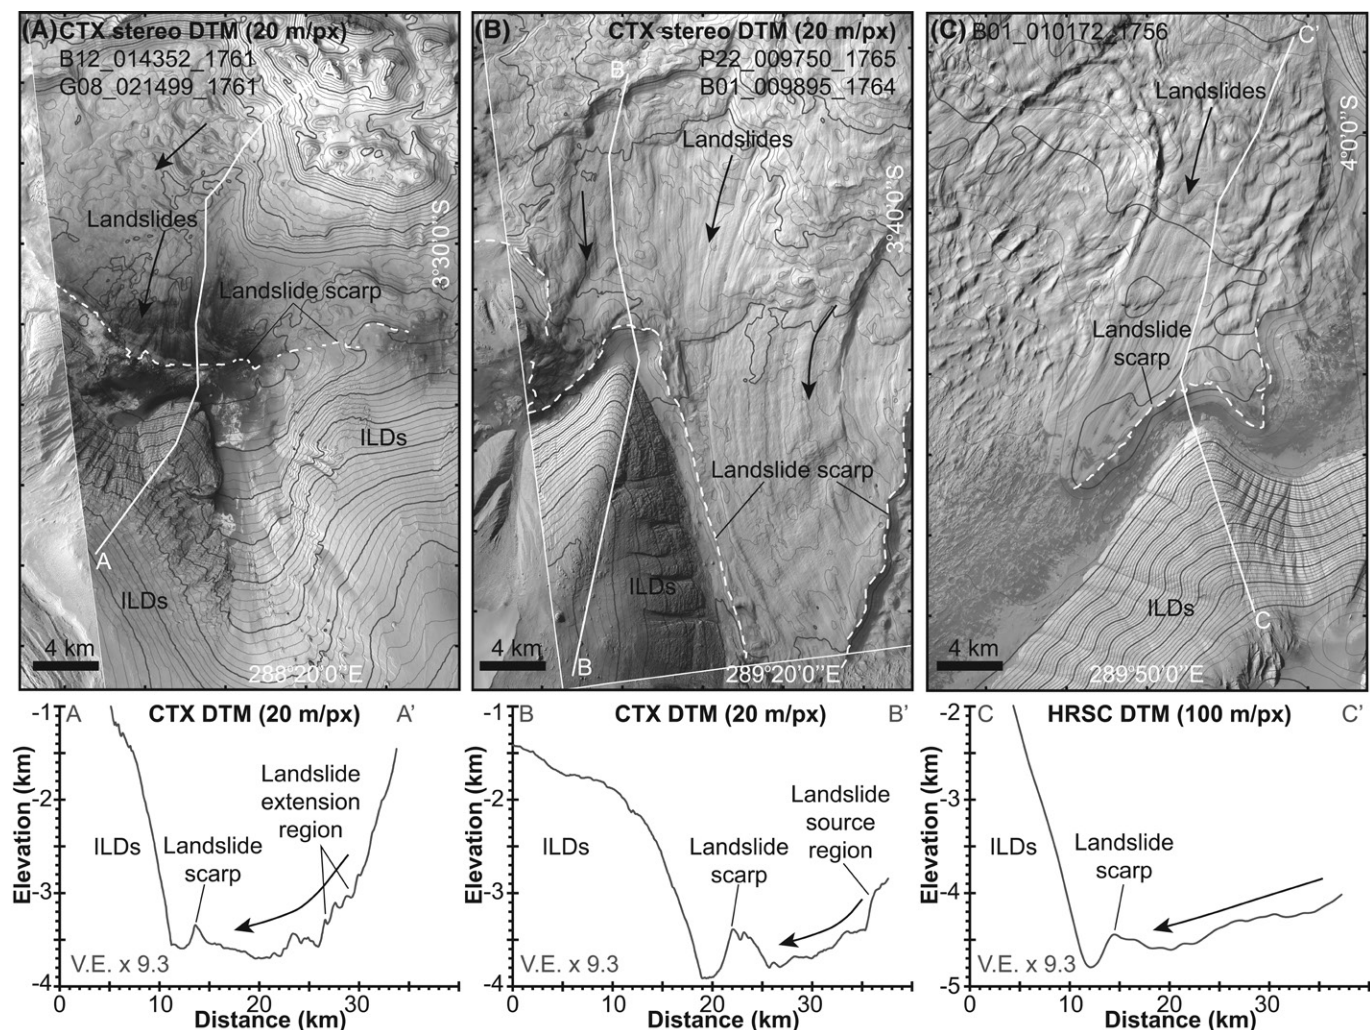 (A) CTX stereo DTM (20 m/px)
B12_014352_1761
G08_021499_1761
Landslides
3°30'0''S
Landslide scarp
ILDs
A
ILDs
4 km
288°20'0''E
(B) CTX stereo DTM (20 m/px)
P22_009750_1765
B01_009895_1764
B'
Landslides
3°40'0''S
Landslide scarp
ILDs
B
4 km
289°20'0''E
(C) B01_010172_1756
C'
Landslides
4°0'0''S
Landslide
scarp
ILDs
C
4 km
289°50'0''E
A CTX DTM (20 m/px) A'
Elevation (km)
-1
-2
-3
-4
Landslide
extension
region
ILDs
Landslide
scarp
V.E. x 9.3
0 10 20 30
Distance (km)
B CTX DTM (20 m/px) B'
Elevation (km)
-1
-2
-3
-4
Landslide
source
region
ILDs
Landslide
scarp
0 10 20 30
Distance (km)
C HRSC DTM (100 m/px) C'
Elevation (km)
-2
-3
-4
-5
ILDs
Landslide
scarp
V.E. x 9.3
0 10 20 30
Distance (km)
V.E. x 9.3